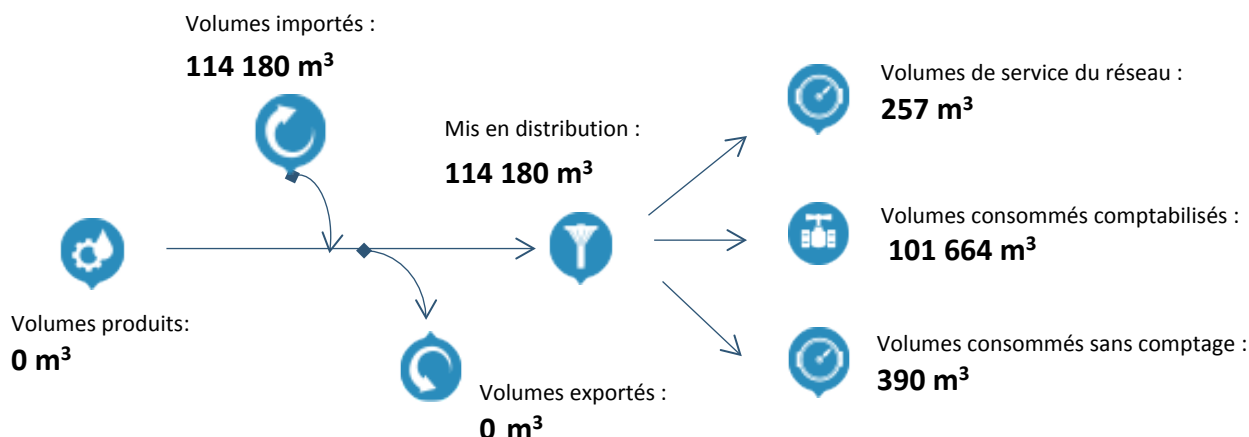 Volumes importés :
114 180 m³
Volumes de service du réseau :
257 m³
Mis en distribution :
114 180 m³
Volumes consommés comptabilisés :
101 664 m³
Volumes produits:
0 m³
Volumes consommés sans comptage :
390 m³
Volumes exportés :
0 m³